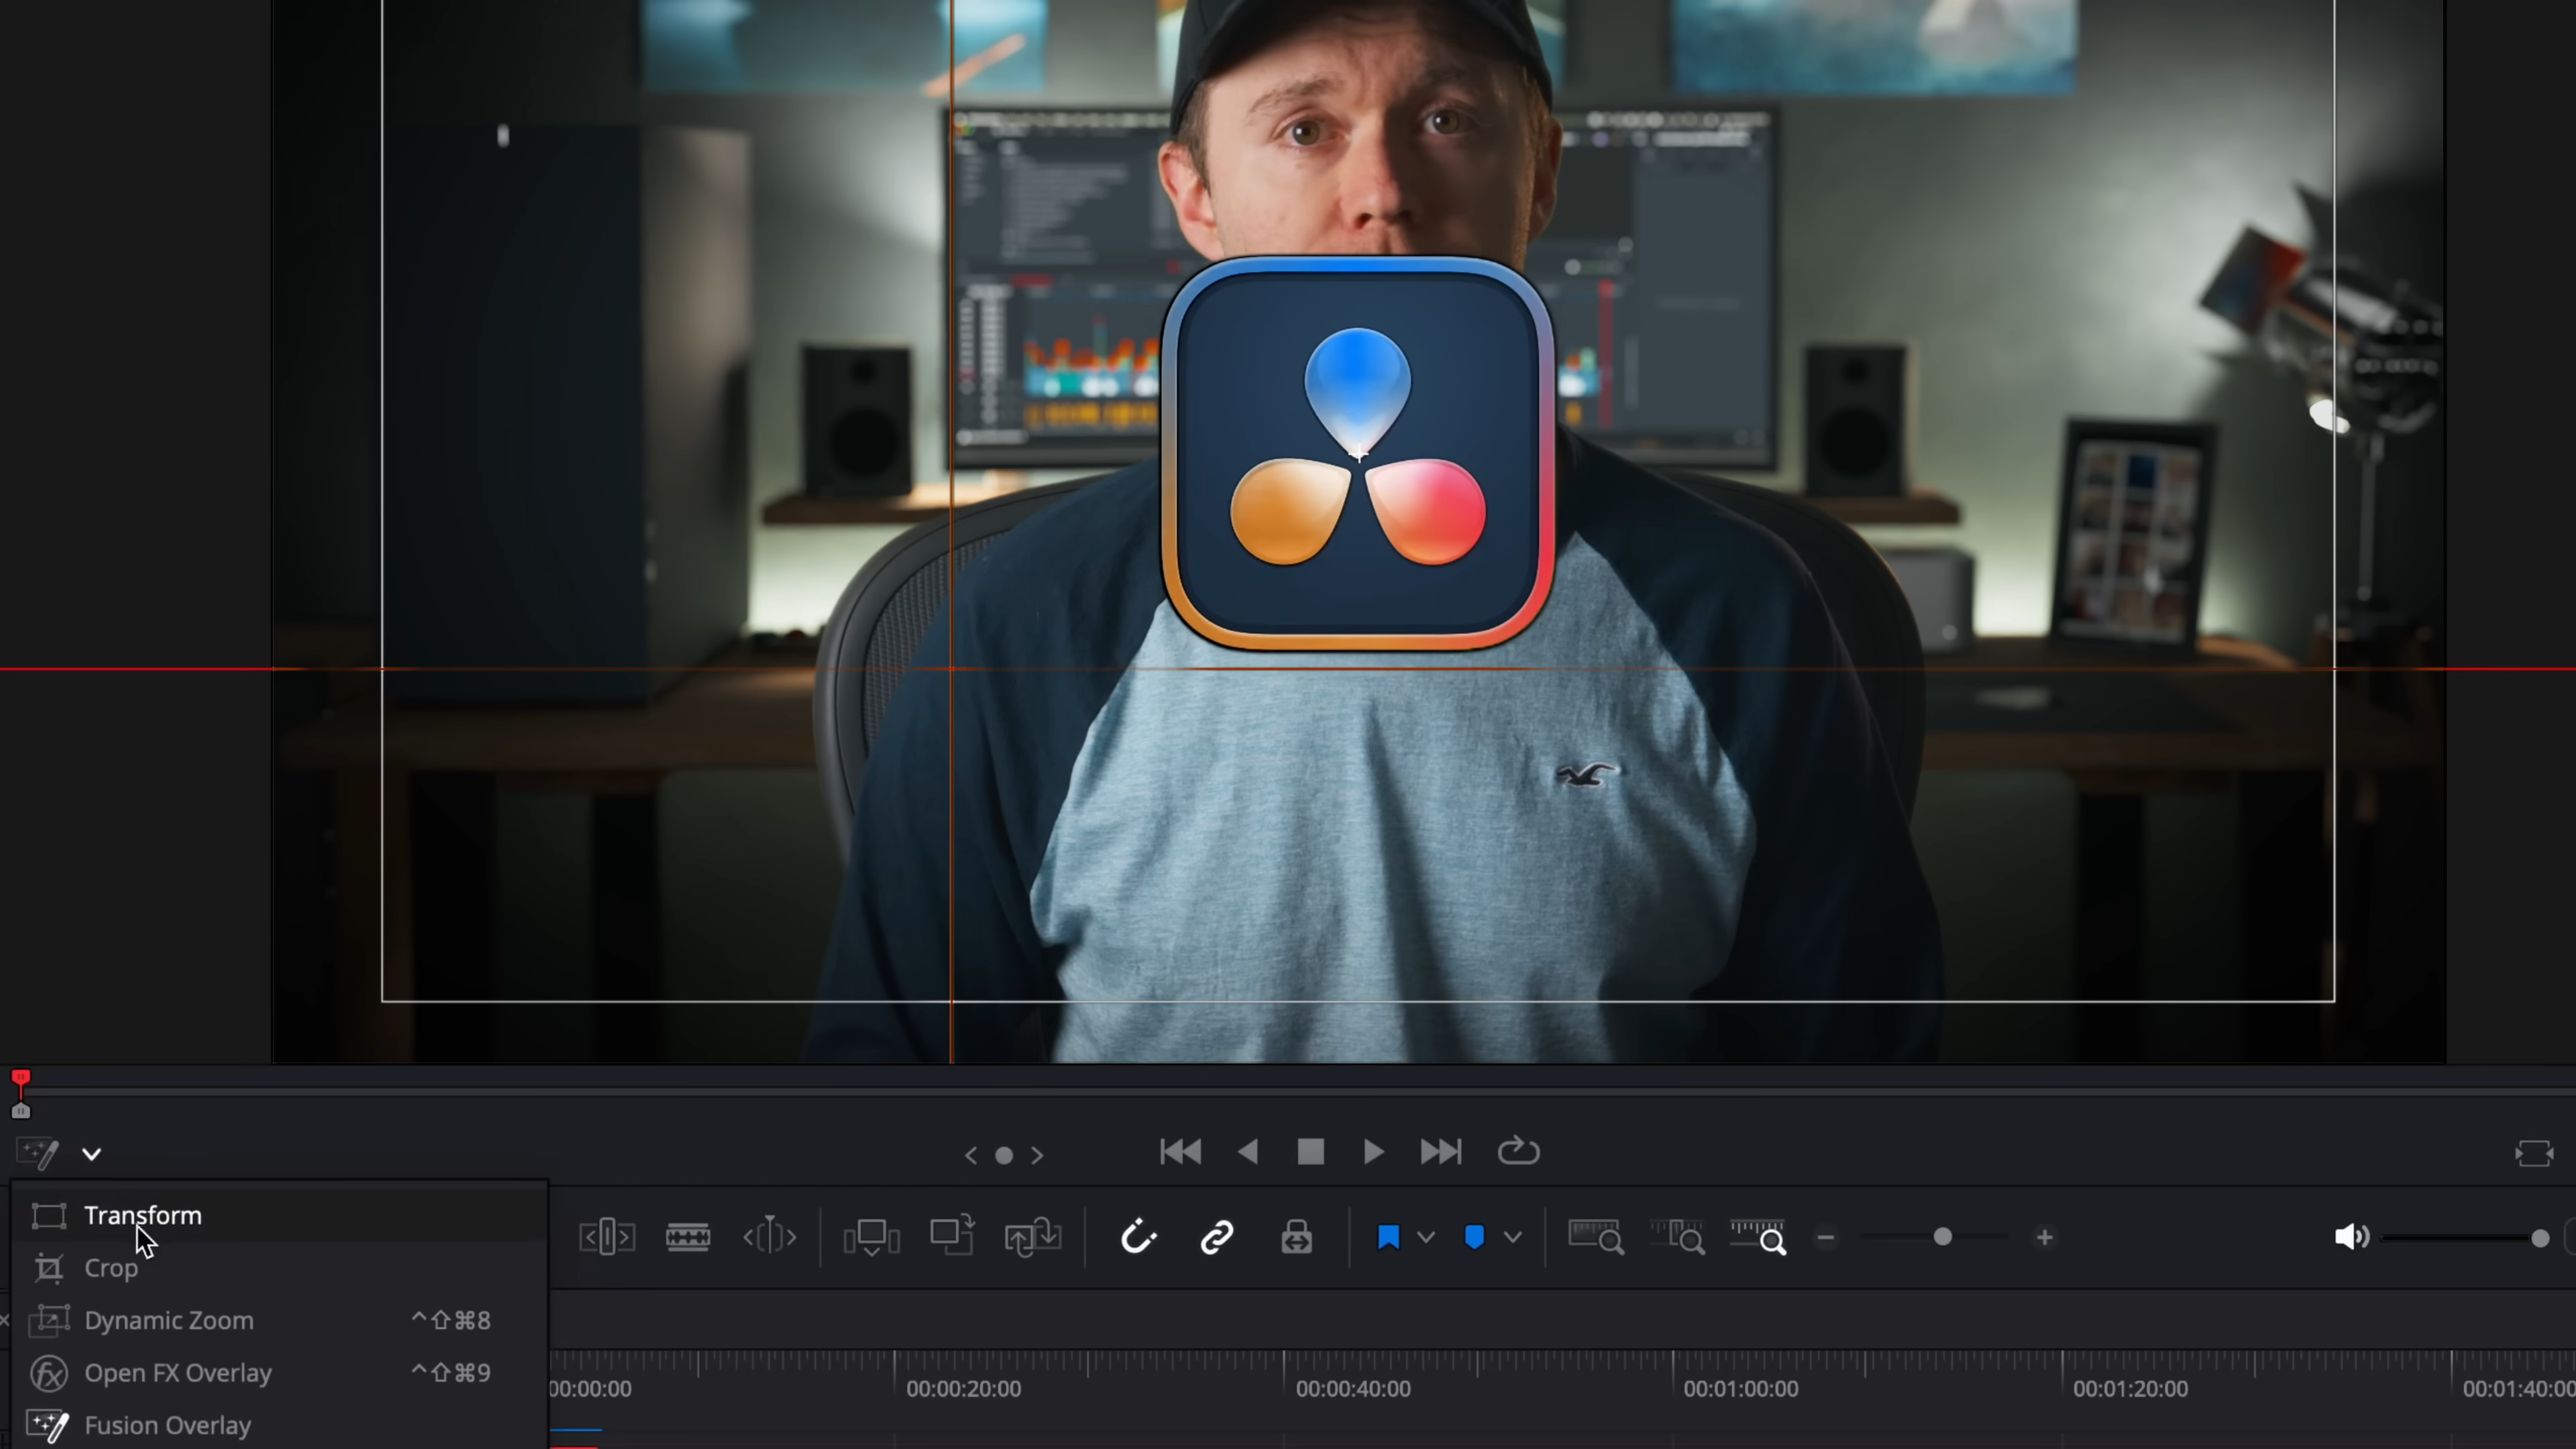 Transform
Crop
Dynamic Zoom ^⇧⌘8
Open FX Overlay ^⇧⌘9
Fusion Overlay
00:00:00
00:00:20:00
00:00:40:00
00:01:00:00
00:01:20:00
00:01:40:00